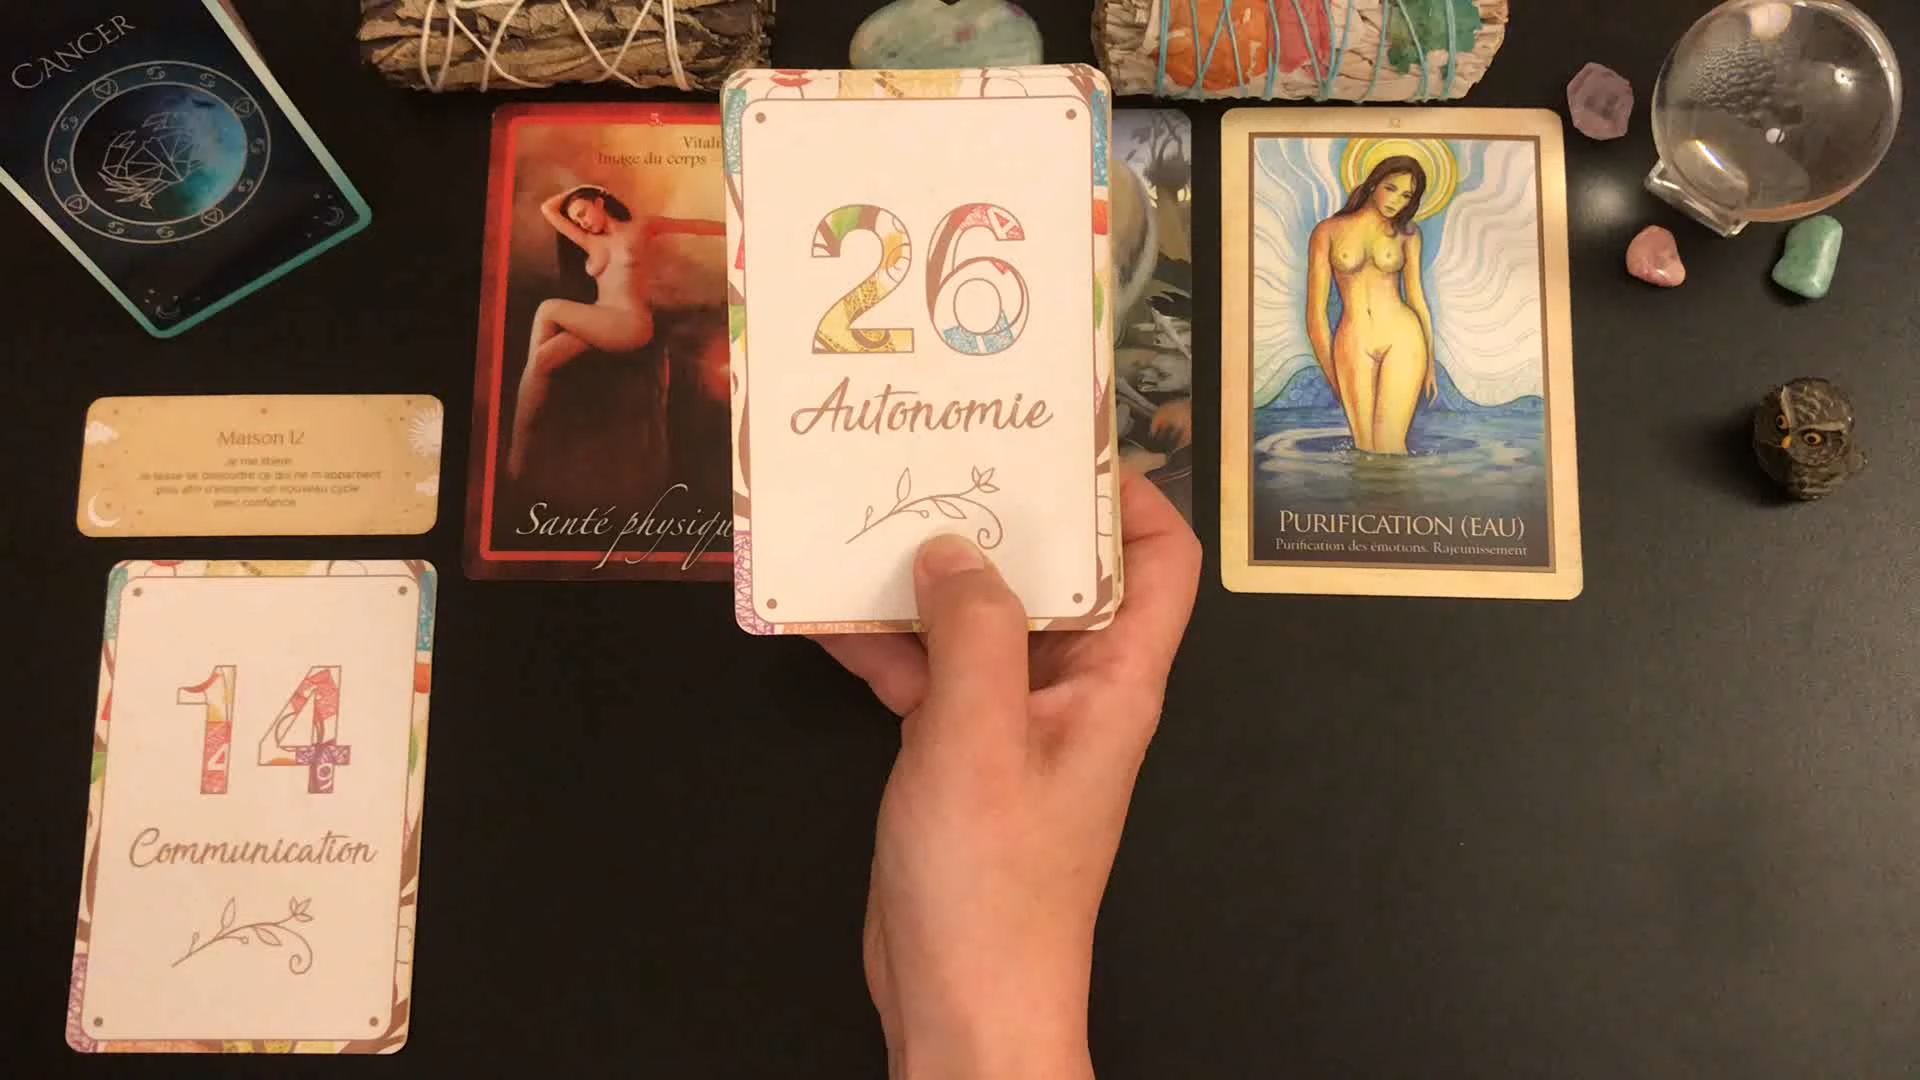 CANCER
5.
Vitali
Image du corps –
Santé physiqu
26
Autonomie
32
PURIFICATION (EAU)
Purification des émotions. Rajeunissement
Maison 12
Je me libère
Je laisse se dissoudre ce qui ne m'appartient
plus afin d'entamer un nouveau cycle
avec confiance
14
Communication